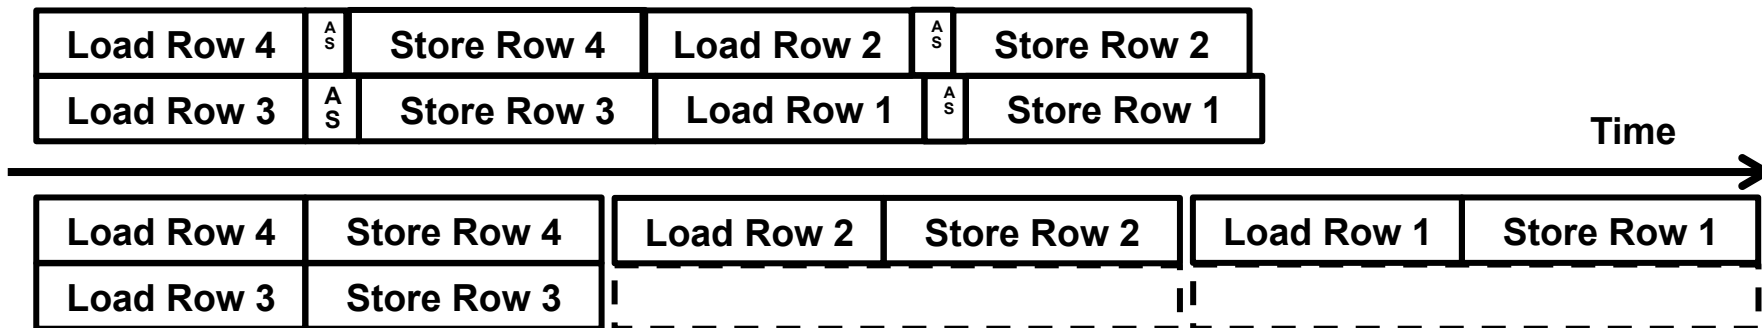 Load Row 4 A S Store Row 4 Load Row 2 A S Store Row 2
Load Row 3 A S Store Row 3 Load Row 1 A S Store Row 1
Time
Load Row 4 Store Row 4 Load Row 2 Store Row 2 Load Row 1 Store Row 1
Load Row 3 Store Row 3